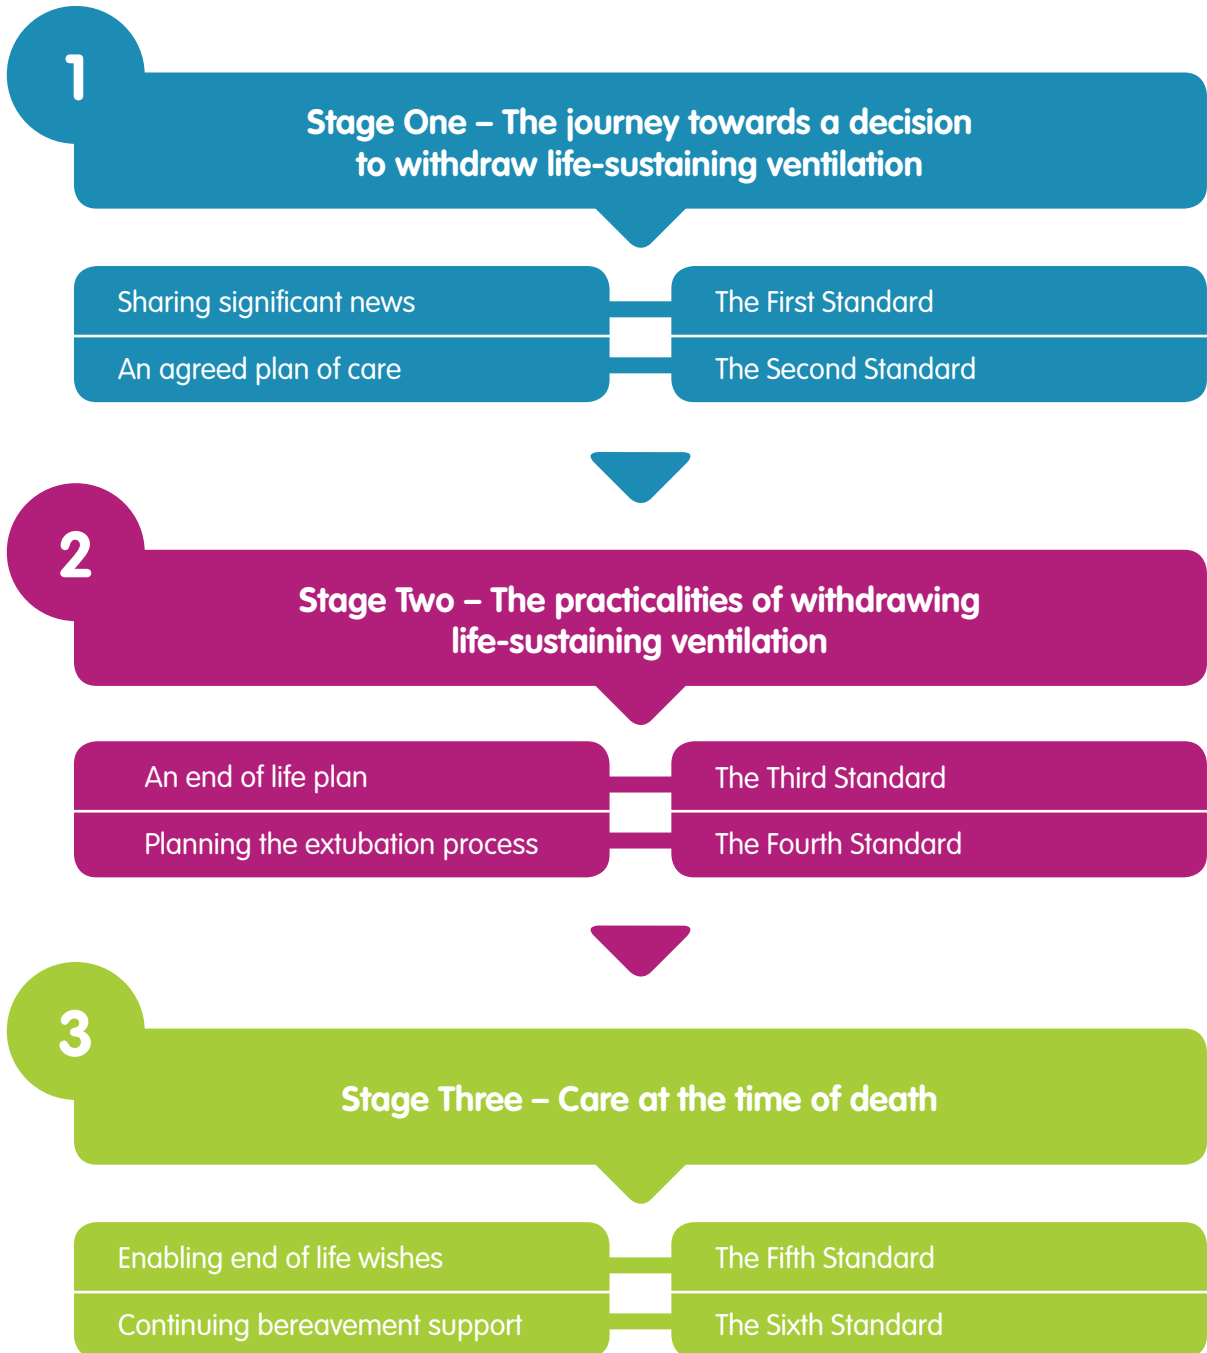 1
Stage One – The journey towards a decision
to withdraw life-sustaining ventilation
Sharing significant news
The First Standard
An agreed plan of care
The Second Standard
2
Stage Two – The practicalities of withdrawing
life-sustaining ventilation
An end of life plan
The Third Standard
Planning the extubation process
The Fourth Standard
3
Stage Three – Care at the time of death
Enabling end of life wishes
The Fifth Standard
Continuing bereavement support
The Sixth Standard